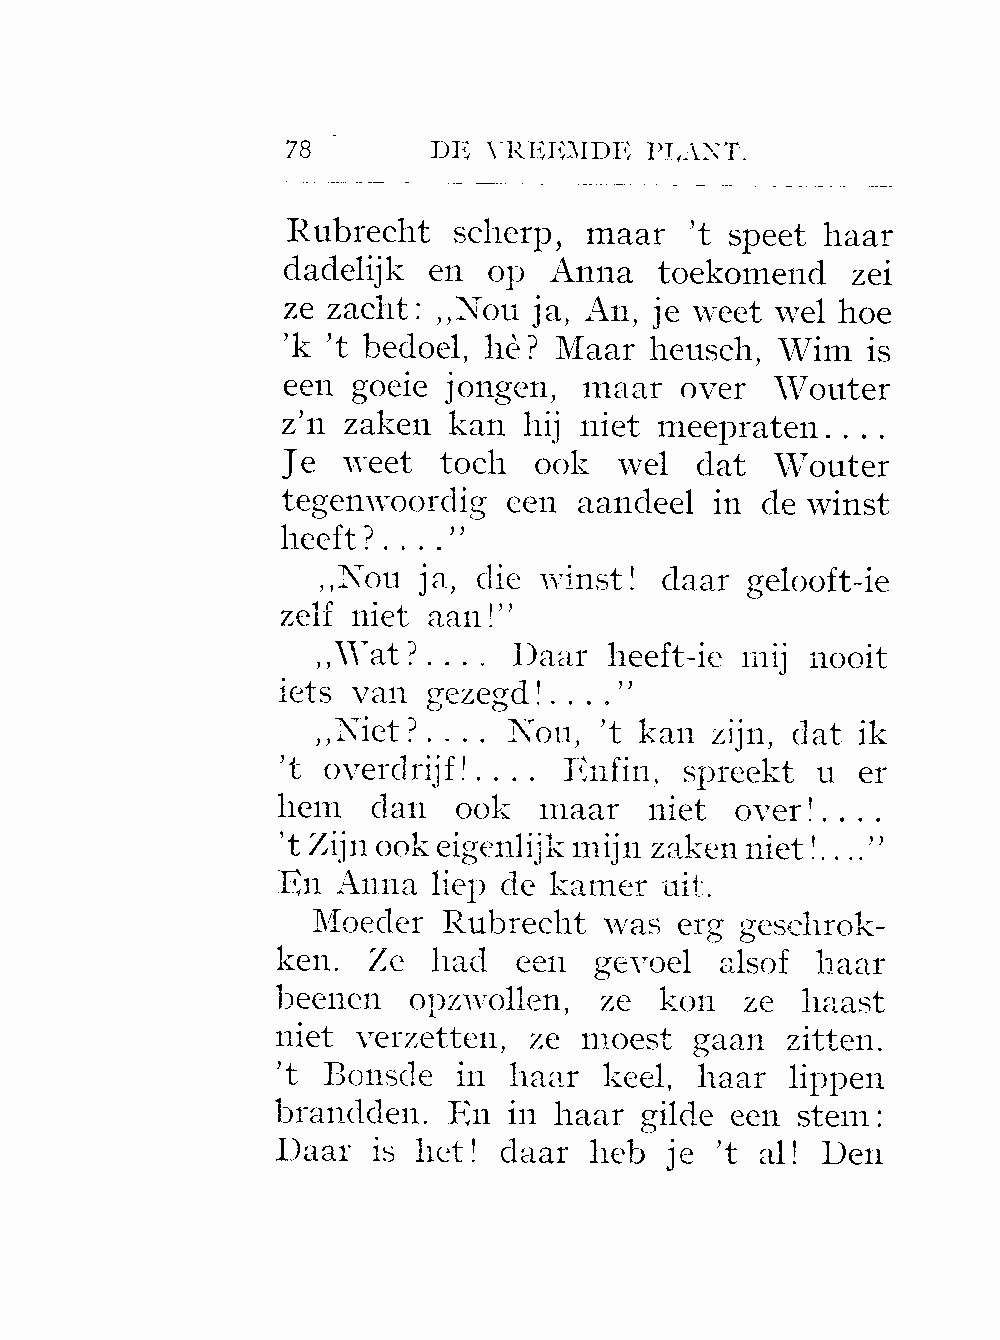 78 DE VREEMDE PLANT.
Rubrecht scherp, maar 't speet haar
dadelijk en op Anna toekomend zei
ze zacht: ,,Nou ja, An, je weet wel hoe
'k 't bedoel, hè? Maar heusch, Wim is
een goeie jongen, maar over Wouter
z'n zaken kan hij niet meepraten....
Je weet toch ook wel dat Wouter
tegenwoordig een aandeel in de winst
heeft?....”
,,Nou ja, die winst! daar gelooft-ie
zelf niet aan!”
,,Wat?.... Daar heeft-ie mij nooit
iets van gezegd!....”
,,Niet?.... Nou, 't kan zijn, dat ik
't overdrijf!.... Enfin, spreekt u er
hem dan ook maar niet over!....
't Zijn ook eigenlijk mijn zaken niet!....”
En Anna liep de kamer uit.
Moeder Rubrecht was erg geschrok-
ken. Ze had een gevoel alsof haar
beenen opzwollen, ze kon ze haast
niet verzetten, ze moest gaan zitten.
't Bonsde in haar keel, haar lippen
brandden. En in haar gilde een stem:
Daar is het! daar heb je 't al! Den